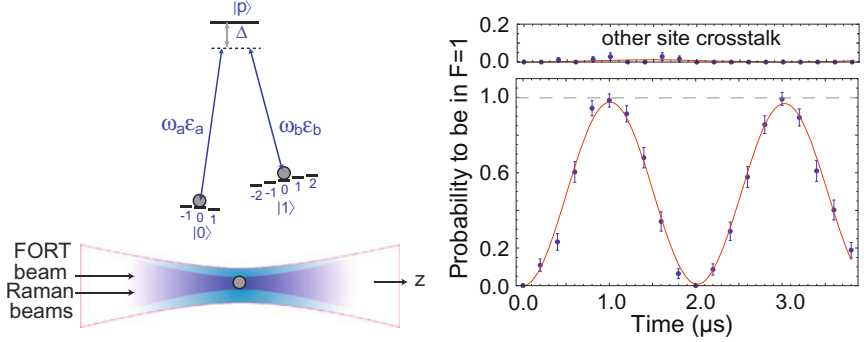 |p⟩
Δ
ωaεa
ωbεb
-2 -1 0 1 2
|1⟩
-1 0 1
|0⟩
FORT
beam
Raman
beams
z
0.2
0.0
other site crosstalk
Probability to be in F=1
1.0
0.6
0.2
0.0
0.0 1.0 2.0 3.0
Time (μs)